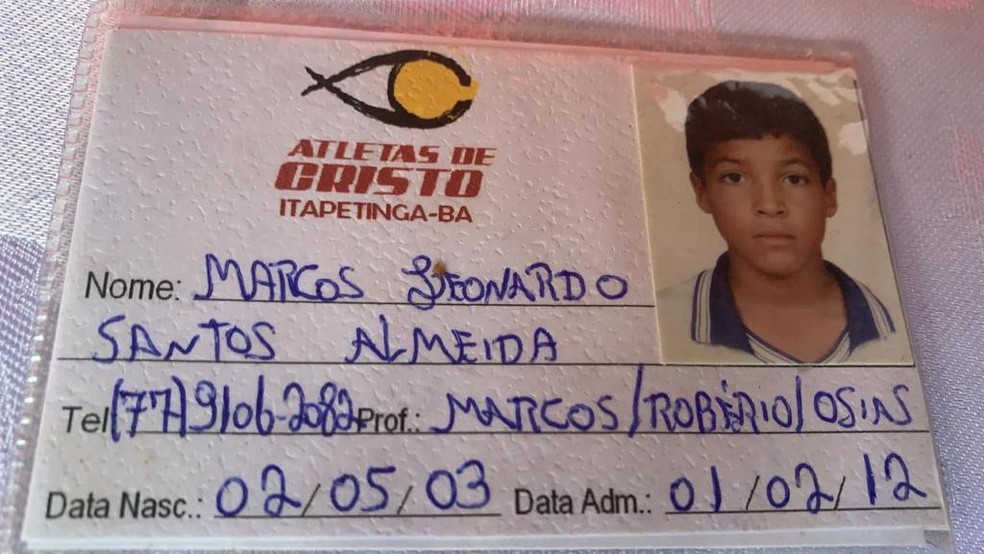 ATLETAS DE
CRISTO
ITAPETINGA-BA
Nome: MARCOS LEONARDO
SANTOS ALMEIDA
Tel (77)9106-2082 Prof.: MARCOS/ROBÉRIO/OSIAS
Data Nasc.: 02/05/03 Data Adm.: 01/02/12